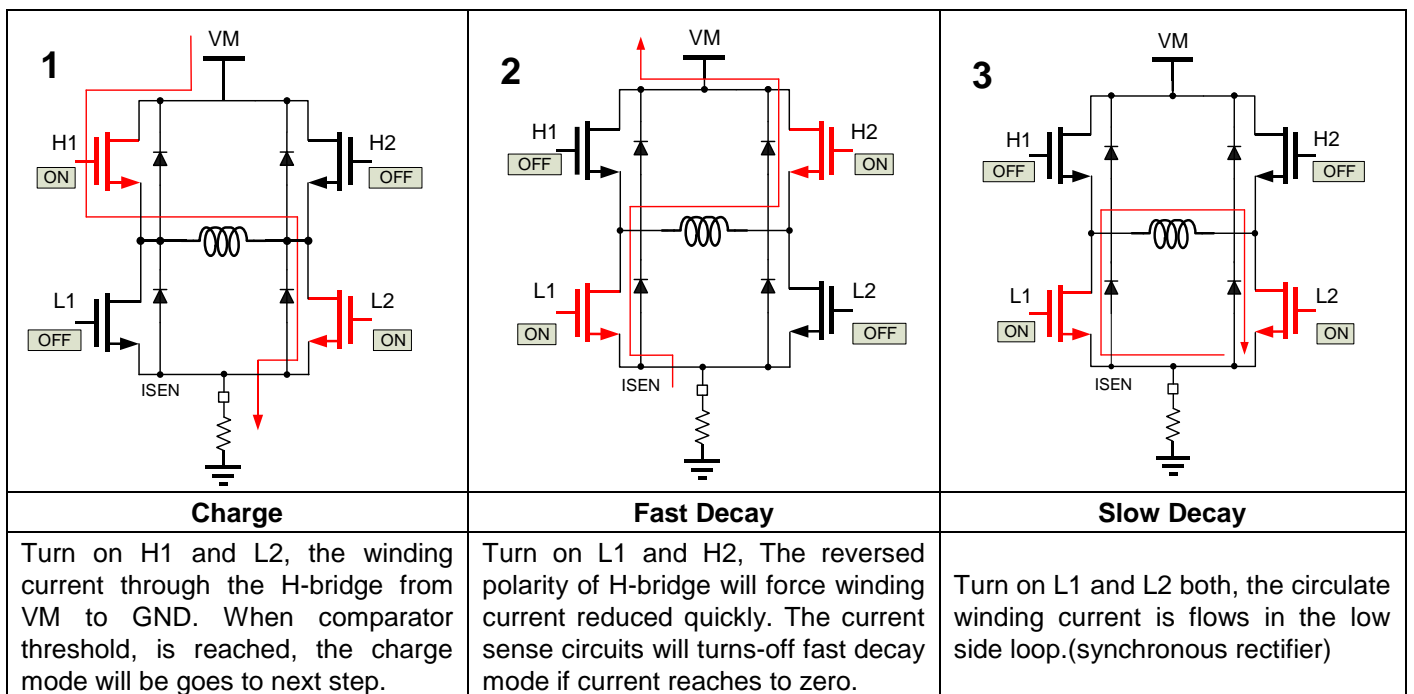 1
VM
H1
ON
H2
OFF
L1
OFF
L2
ON
ISEN
2
VM
H1
OFF
H2
ON
L1
ON
L2
OFF
ISEN
3
VM
H1
OFF
H2
OFF
L1
ON
L2
ON
ISEN
Charge
Turn on H1 and L2, the winding
current through the H-bridge from
VM to GND. When comparator
threshold, is reached, the charge
mode will be goes to next step.
Fast Decay
Turn on L1 and H2, The reversed
polarity of H-bridge will force winding
current reduced quickly. The current
sense circuits will turns-off fast decay
mode if current reaches to zero.
Slow Decay
Turn on L1 and L2 both, the circulate
winding current is flows in the low
side loop.(synchronous rectifier)